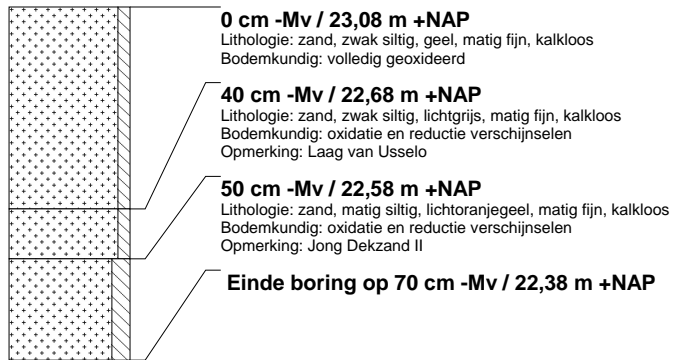 0 cm -Mv / 23,08 m +NAP
Lithologie: zand, zwak siltig, geel, matig fijn, kalkloos
Bodemkundig: volledig geoxideerd
40 cm -Mv / 22,68 m +NAP
Lithologie: zand, zwak siltig, lichtgrijs, matig fijn, kalkloos
Bodemkundig: oxidatie en reductie verschijnselen
Opmerking: Laag van Usselo
50 cm -Mv / 22,58 m +NAP
Lithologie: zand, matig siltig, lichtoranjegeel, matig fijn, kalkloos
Bodemkundig: oxidatie en reductie verschijnselen
Opmerking: Jong Dekzand II
Einde boring op 70 cm -Mv / 22,38 m +NAP